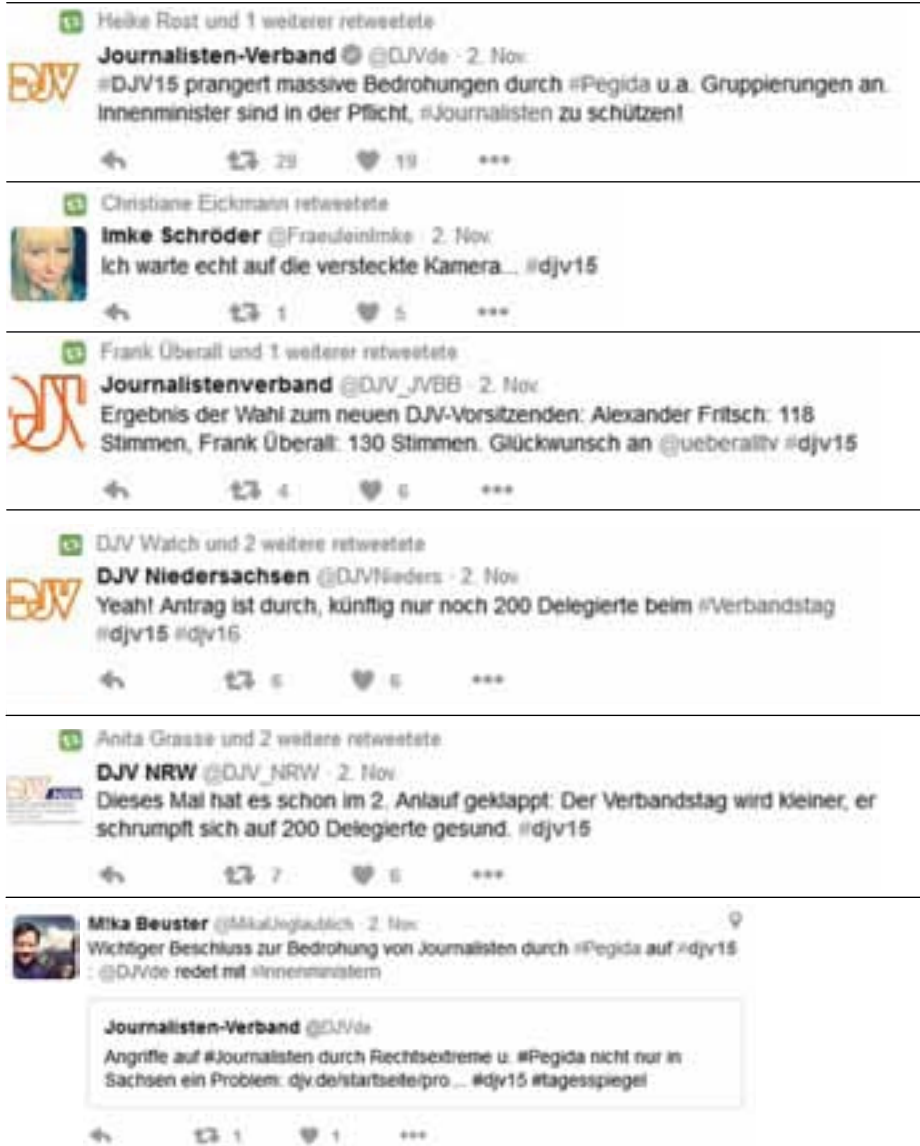 Heike Rost und 1 weiterer retweetete
Journalisten-Verband @DJVde · 2. Nov.
DJV
#DJV15 prangert massive Bedrohungen durch #Pegida u.a. Gruppierungen an.
Innenminister sind in der Pflicht, #Journalisten zu schützen!
29 19
Christiane Eickmann retweetete
Imke Schröder @FraeuleinImke · 2. Nov.
Ich warte echt auf die versteckte Kamera... #djv15
1 5
Frank Überall und 1 weiterer retweetete
Journalistenverband @DJV_JVBB · 2. Nov.
DJV
Ergebnis der Wahl zum neuen DJV-Vorsitzenden: Alexander Fritsch: 118
Stimmen, Frank Überall: 130 Stimmen. Glückwunsch an @ueberalltv #djv15
4 6
DJV Watch und 2 weitere retweetete
DJV Niedersachsen @DJVNieders · 2. Nov.
DJV
Yeah! Antrag ist durch, künftig nur noch 200 Delegierte beim #Verbandstag
#djv15 #djv16
6 6
Anita Grasse und 2 weitere retweetete
DJV NRW @DJV_NRW · 2. Nov.
Dieses Mal hat es schon im 2. Anlauf geklappt: Der Verbandstag wird kleiner, er
schrumpft sich auf 200 Delegierte gesund. #djv15
7 6
M!ka Beuster @MikaUnglaublich · 2. Nov.
Wichtiger Beschluss zur Bedrohung von Journalisten durch #Pegida auf #djv15
: @DJVde redet mit #Innenministern
Journalisten-Verband @DJVde
Angriffe auf #Journalisten durch Rechtsextreme u. #Pegida nicht nur in
Sachsen ein Problem: djv.de/startseite/pro... #djv15 #tagesspiegel
1 1